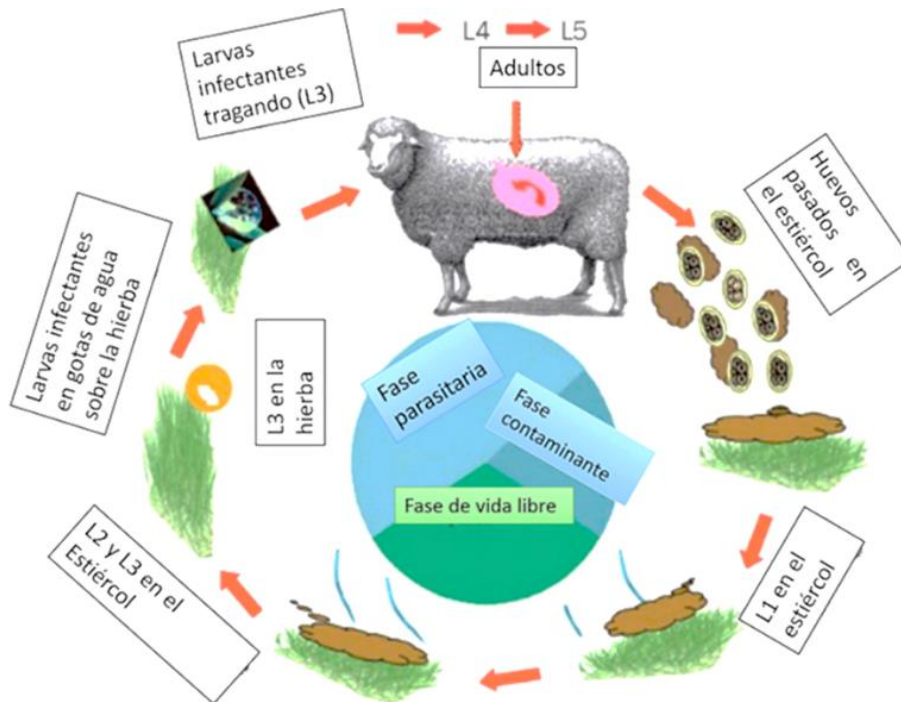 Larvas
infectantes
tragando (L3)
L4
L5
Adultos
Huevos
pasados en
el estiércol
Larvas infectantes
en gotas de agua
sobre la hierba
L3 en la
hierba
Fase
parasitaria
Fase
contaminante
Fase de vida libre
L1 en el
estiércol
L2 y L3 en el
Estiércol